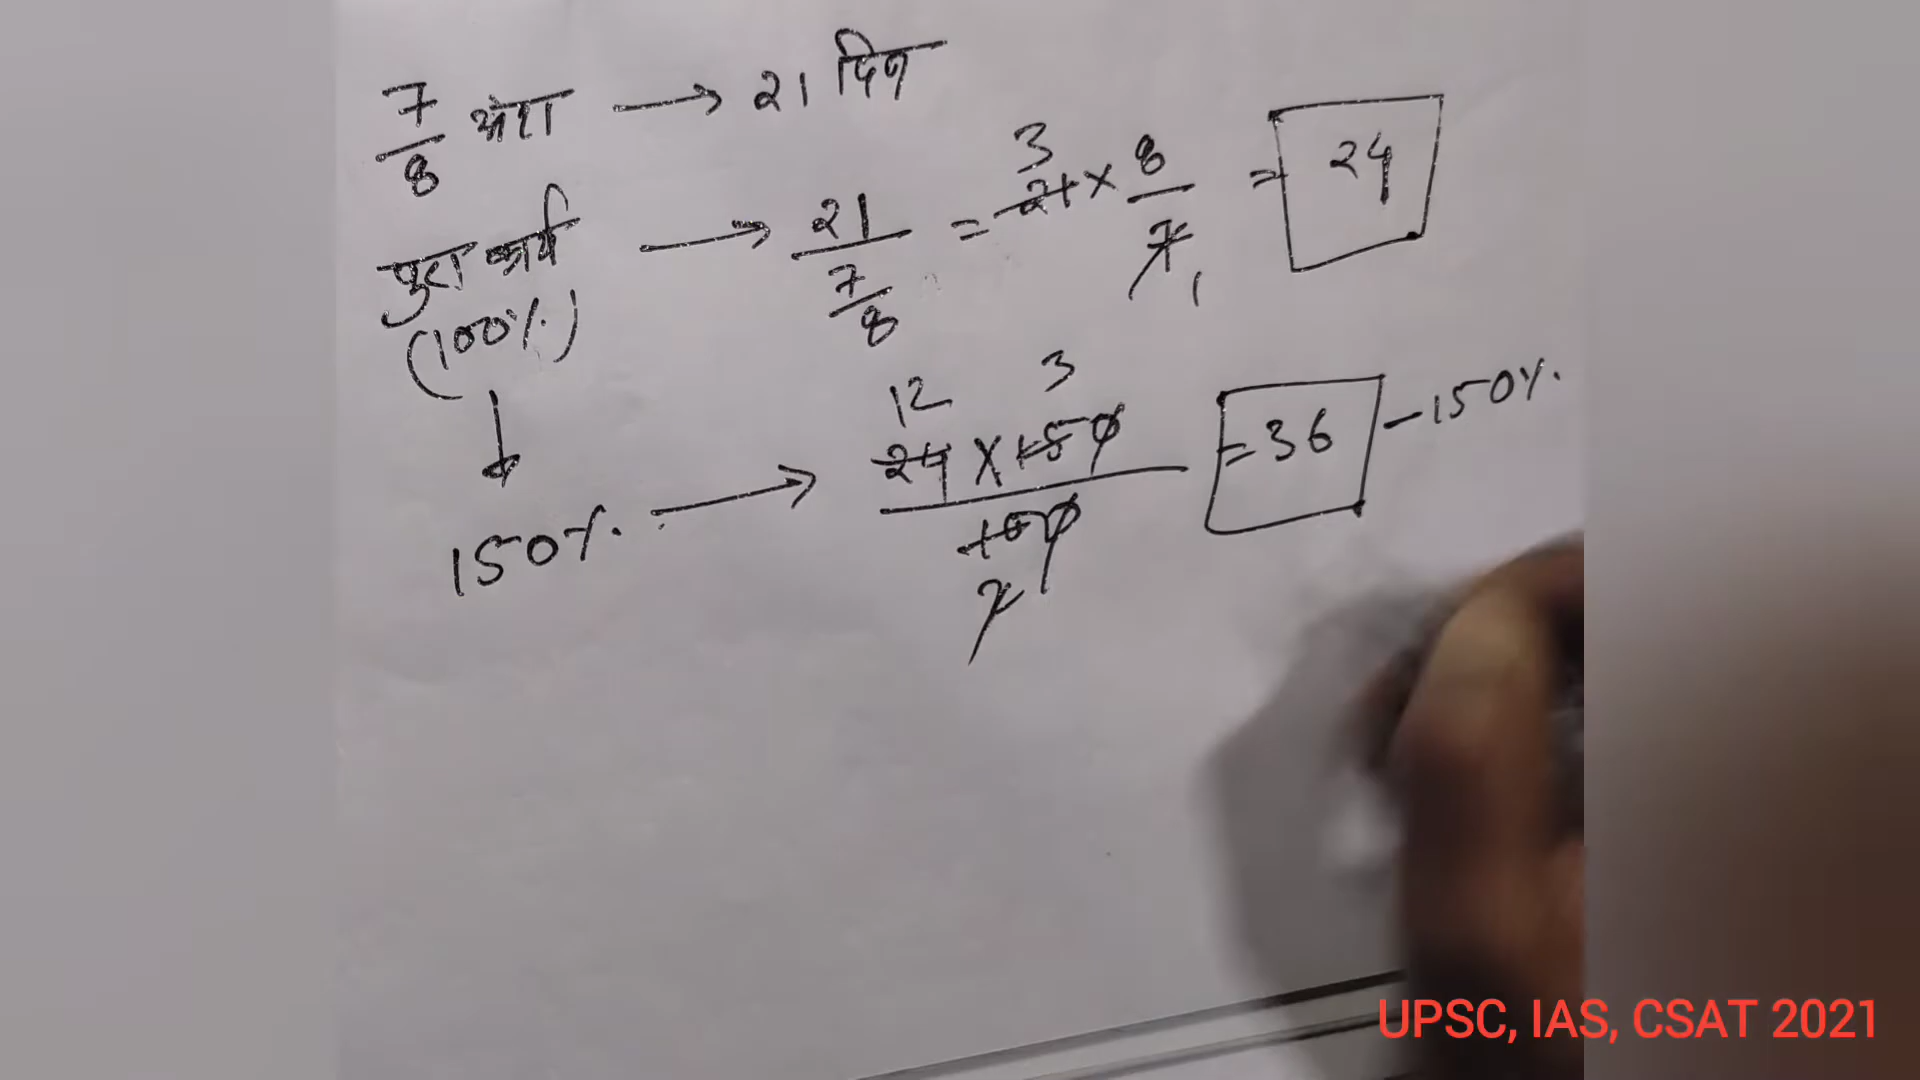 7/8 अंश → 21 दिन
पुरा कार्य (100%) → 21/(7/8) = 21 × 8/7 = 24
3
1
↓
12 3
150% → 24 × 150/100 = 36 – 150%
2
UPSC, IAS, CSAT 2021